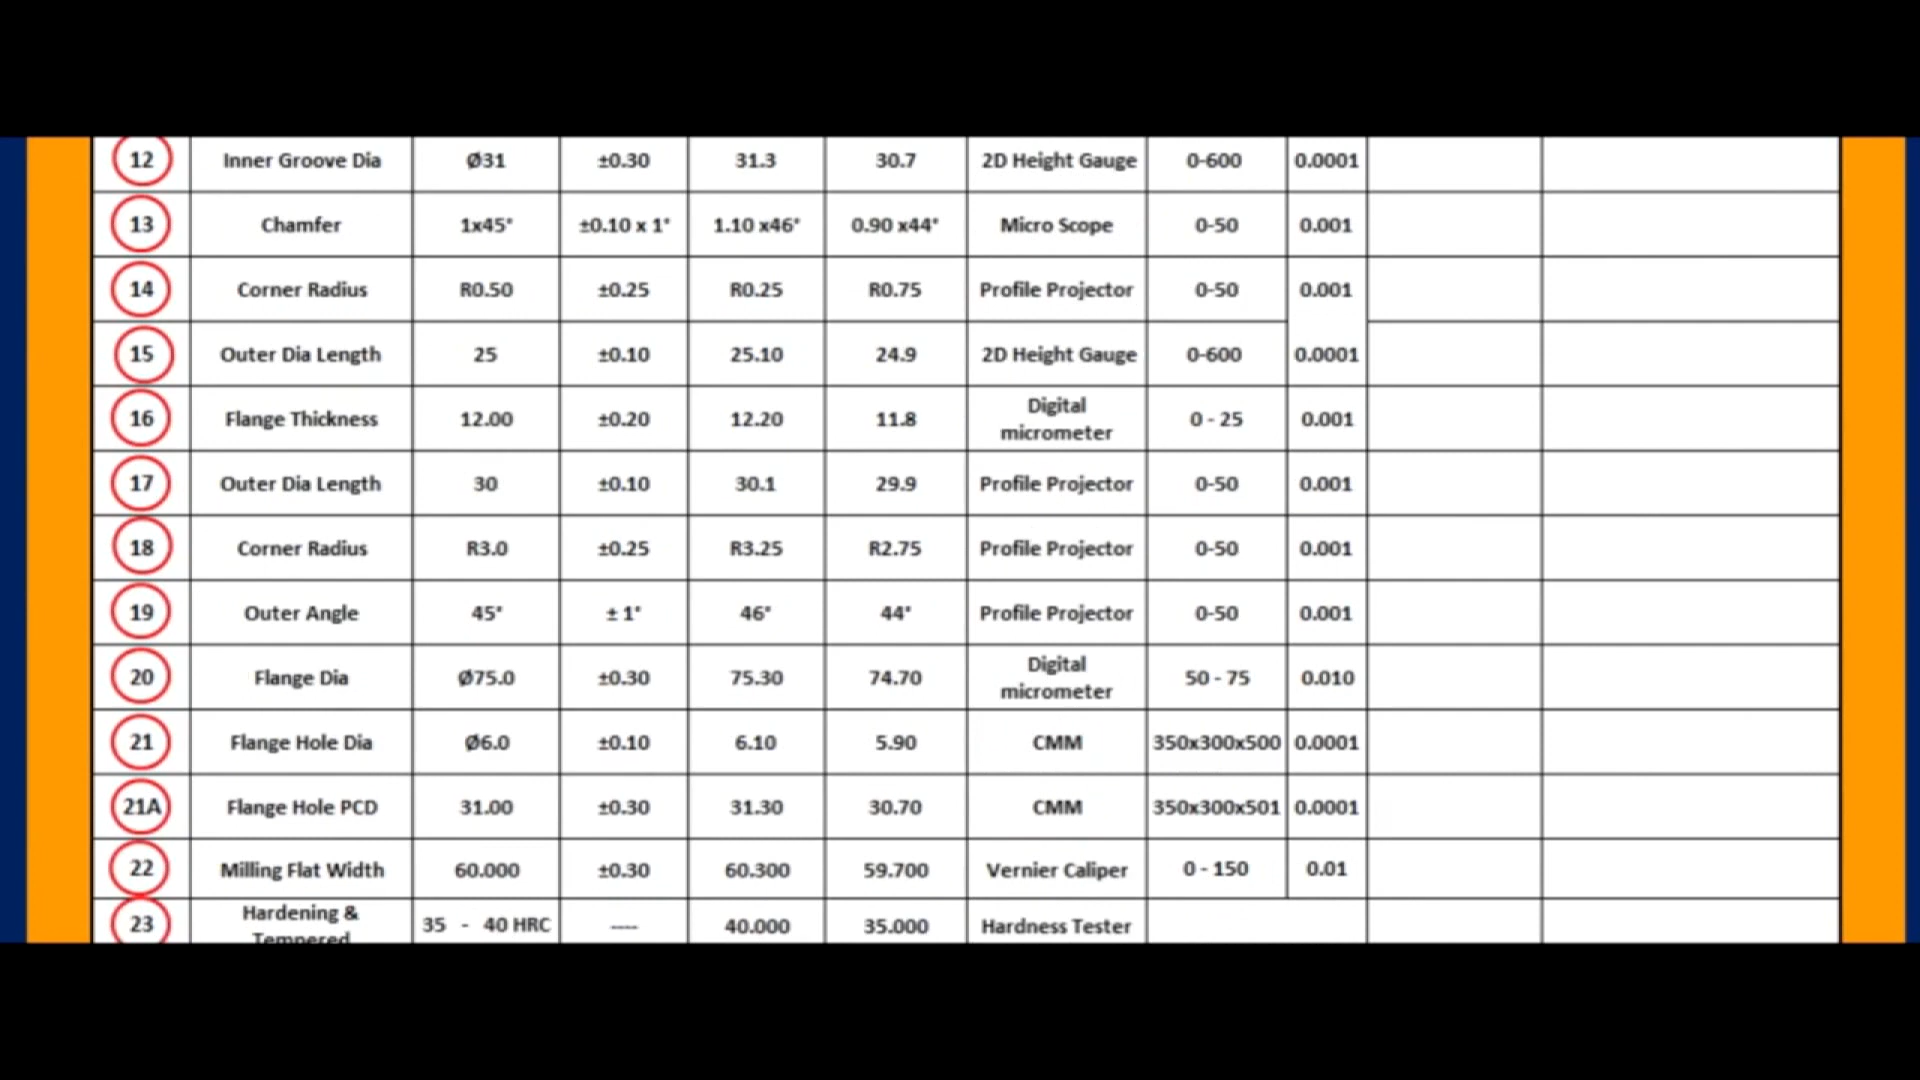 12 Inner Groove Dia Ø31 ±0.30 31.3 30.7 2D Height Gauge 0-600 0.0001
13 Chamfer 1x45° ±0.10 x 1° 1.10 x46° 0.90 x44° Micro Scope 0-50 0.001
14 Corner Radius R0.50 ±0.25 R0.25 R0.75 Profile Projector 0-50 0.001
15 Outer Dia Length 25 ±0.10 25.10 24.9 2D Height Gauge 0-600 0.0001
16 Flange Thickness 12.00 ±0.20 12.20 11.8 Digital micrometer 0 - 25 0.001
17 Outer Dia Length 30 ±0.10 30.1 29.9 Profile Projector 0-50 0.001
18 Corner Radius R3.0 ±0.25 R3.25 R2.75 Profile Projector 0-50 0.001
19 Outer Angle 45° ± 1° 46° 44° Profile Projector 0-50 0.001
20 Flange Dia Ø75.0 ±0.30 75.30 74.70 Digital micrometer 50 - 75 0.010
21 Flange Hole Dia Ø6.0 ±0.10 6.10 5.90 CMM 350x300x500 0.0001
21A Flange Hole PCD 31.00 ±0.30 31.30 30.70 CMM 350x300x501 0.0001
22 Milling Flat Width 60.000 ±0.30 60.300 59.700 Vernier Caliper 0 - 150 0.01
23 Hardening & Tempered 35 - 40 HRC ---- 40.000 35.000 Hardness Tester